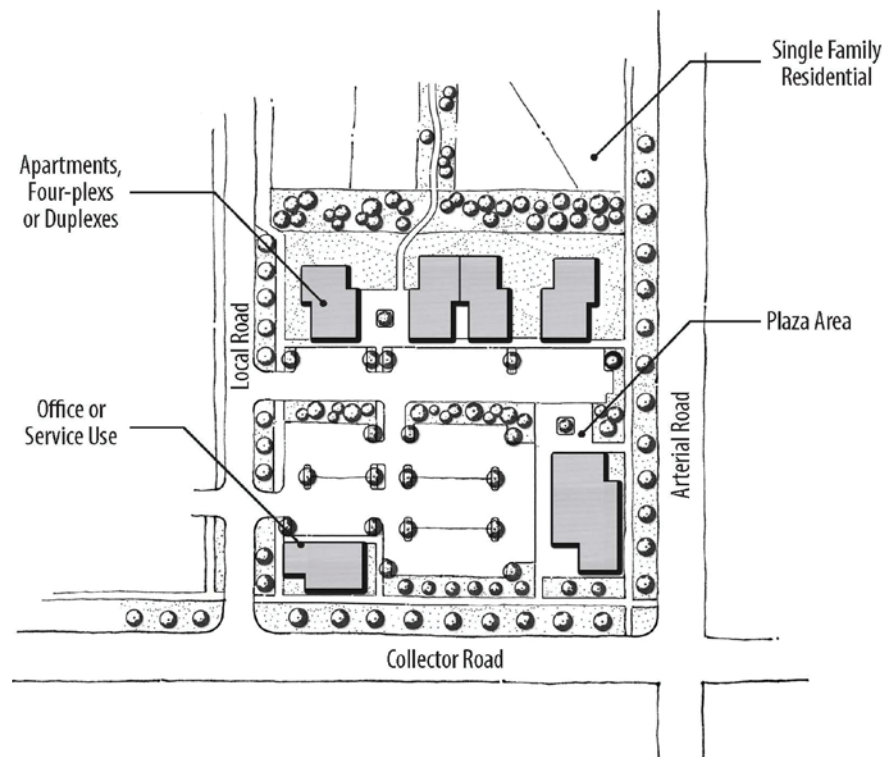 Single Family
Residential
Apartments,
Four-plexs
or Duplexes
Plaza Area
Local Road
Office or
Service Use
Arterial Road
Collector Road